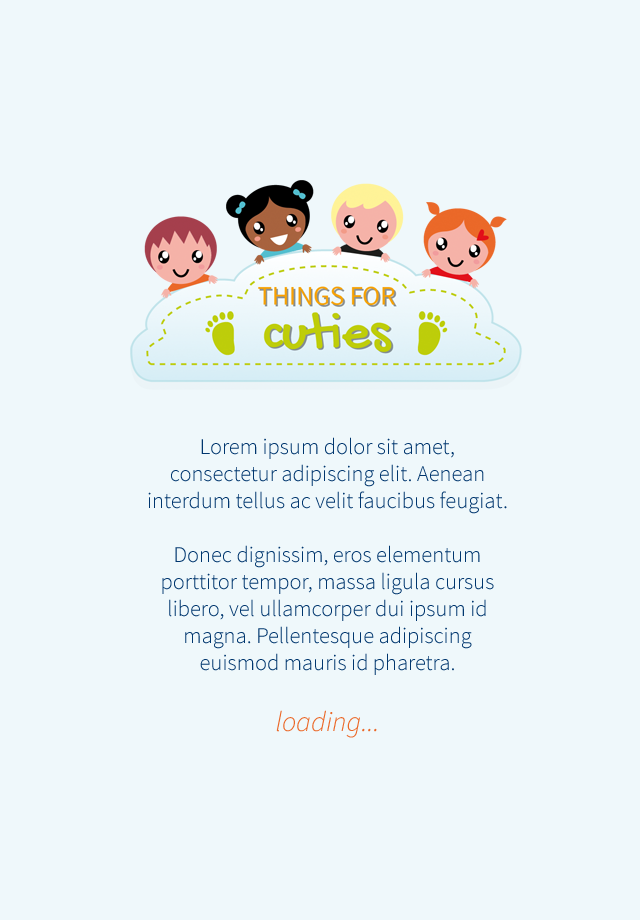 THINGS FOR
cuties
Lorem ipsum dolor sit amet,
consectetur adipiscing elit. Aenean
interdum tellus ac velit faucibus feugiat.
Donec dignissim, eros elementum
porttitor tempor, massa ligula cursus
libero, vel ullamcorper dui ipsum id
magna. Pellentesque adipiscing
euismod mauris id pharetra.
loading...